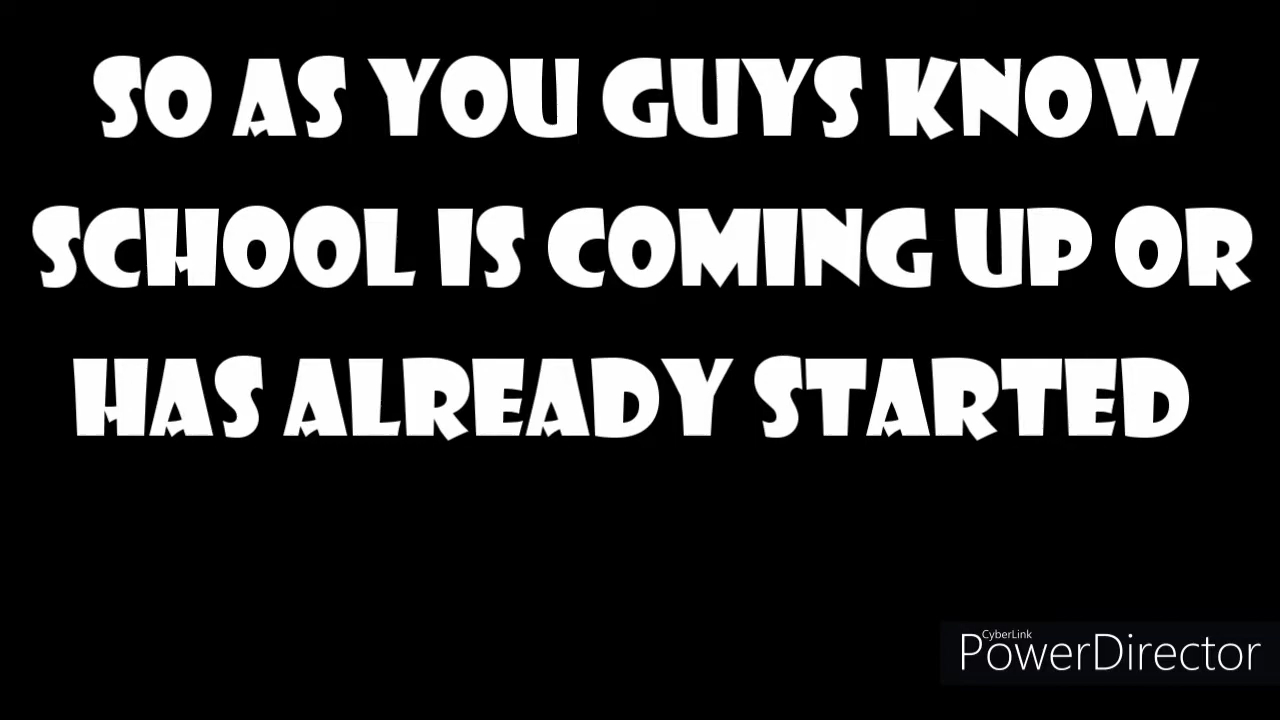 SO AS YOU GUYS KNOW
SCHOOL IS COMING UP OR
HAS ALREADY STARTED
CyberLink
PowerDirector